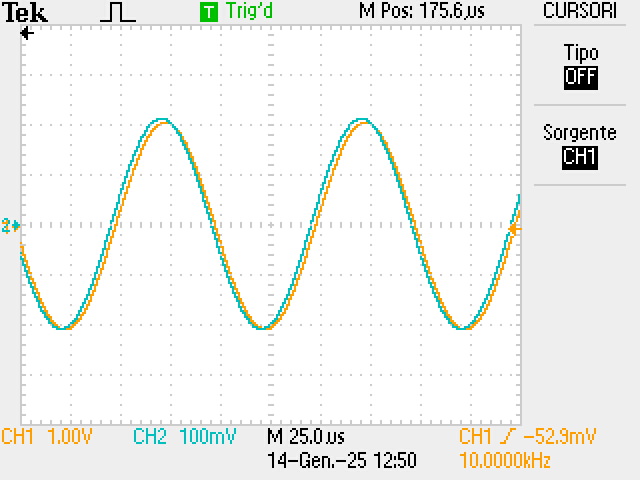 Tek T Trig'd M Pos: 175.6µs CURSORI
Tipo
OFF
Sorgente
CH1
2
CH1 1.00V CH2 100mV M 25.0µs CH1 -52.9mV
14-Gen.-25 12:50 10.0000kHz